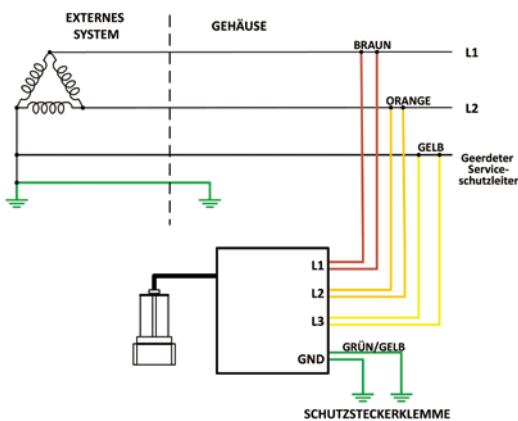 EXTERNES
SYSTEM
GEHÄUSE
BRAUN
L1
ORANGE
L2
GELB
Geerdeter
Service-
schutzleiter
L1
L2
L3
GND
GRÜN/GELB
SCHUTZSTECKERKLEMME